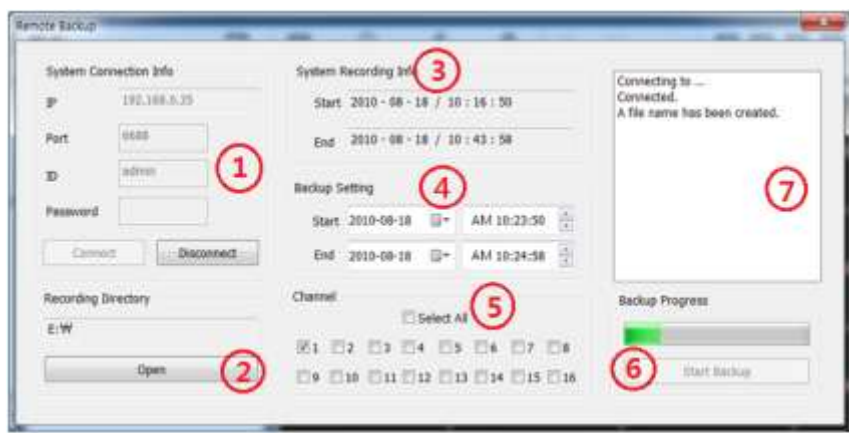 Remote Backup
System Connection Info
IP 192.168.6.35
Port 6688
ID admin
Password
Connect Disconnect
1
Recording Directory
E:₩
Open
2
System Recording Info
3
Start 2010 - 08 - 18 / 10 : 16 : 50
End 2010 - 08 - 18 / 10 : 43 : 58
Backup Setting
4
Start 2010-08-18 AM 10:23:50
End 2010-08-18 AM 10:24:58
Channel
5
Select All
1 2 3 4 5 6 7 8
9 10 11 12 13 14 15 16
Connecting to ...
Connected.
A file name has been created.
7
Backup Progress
6
Start Backup